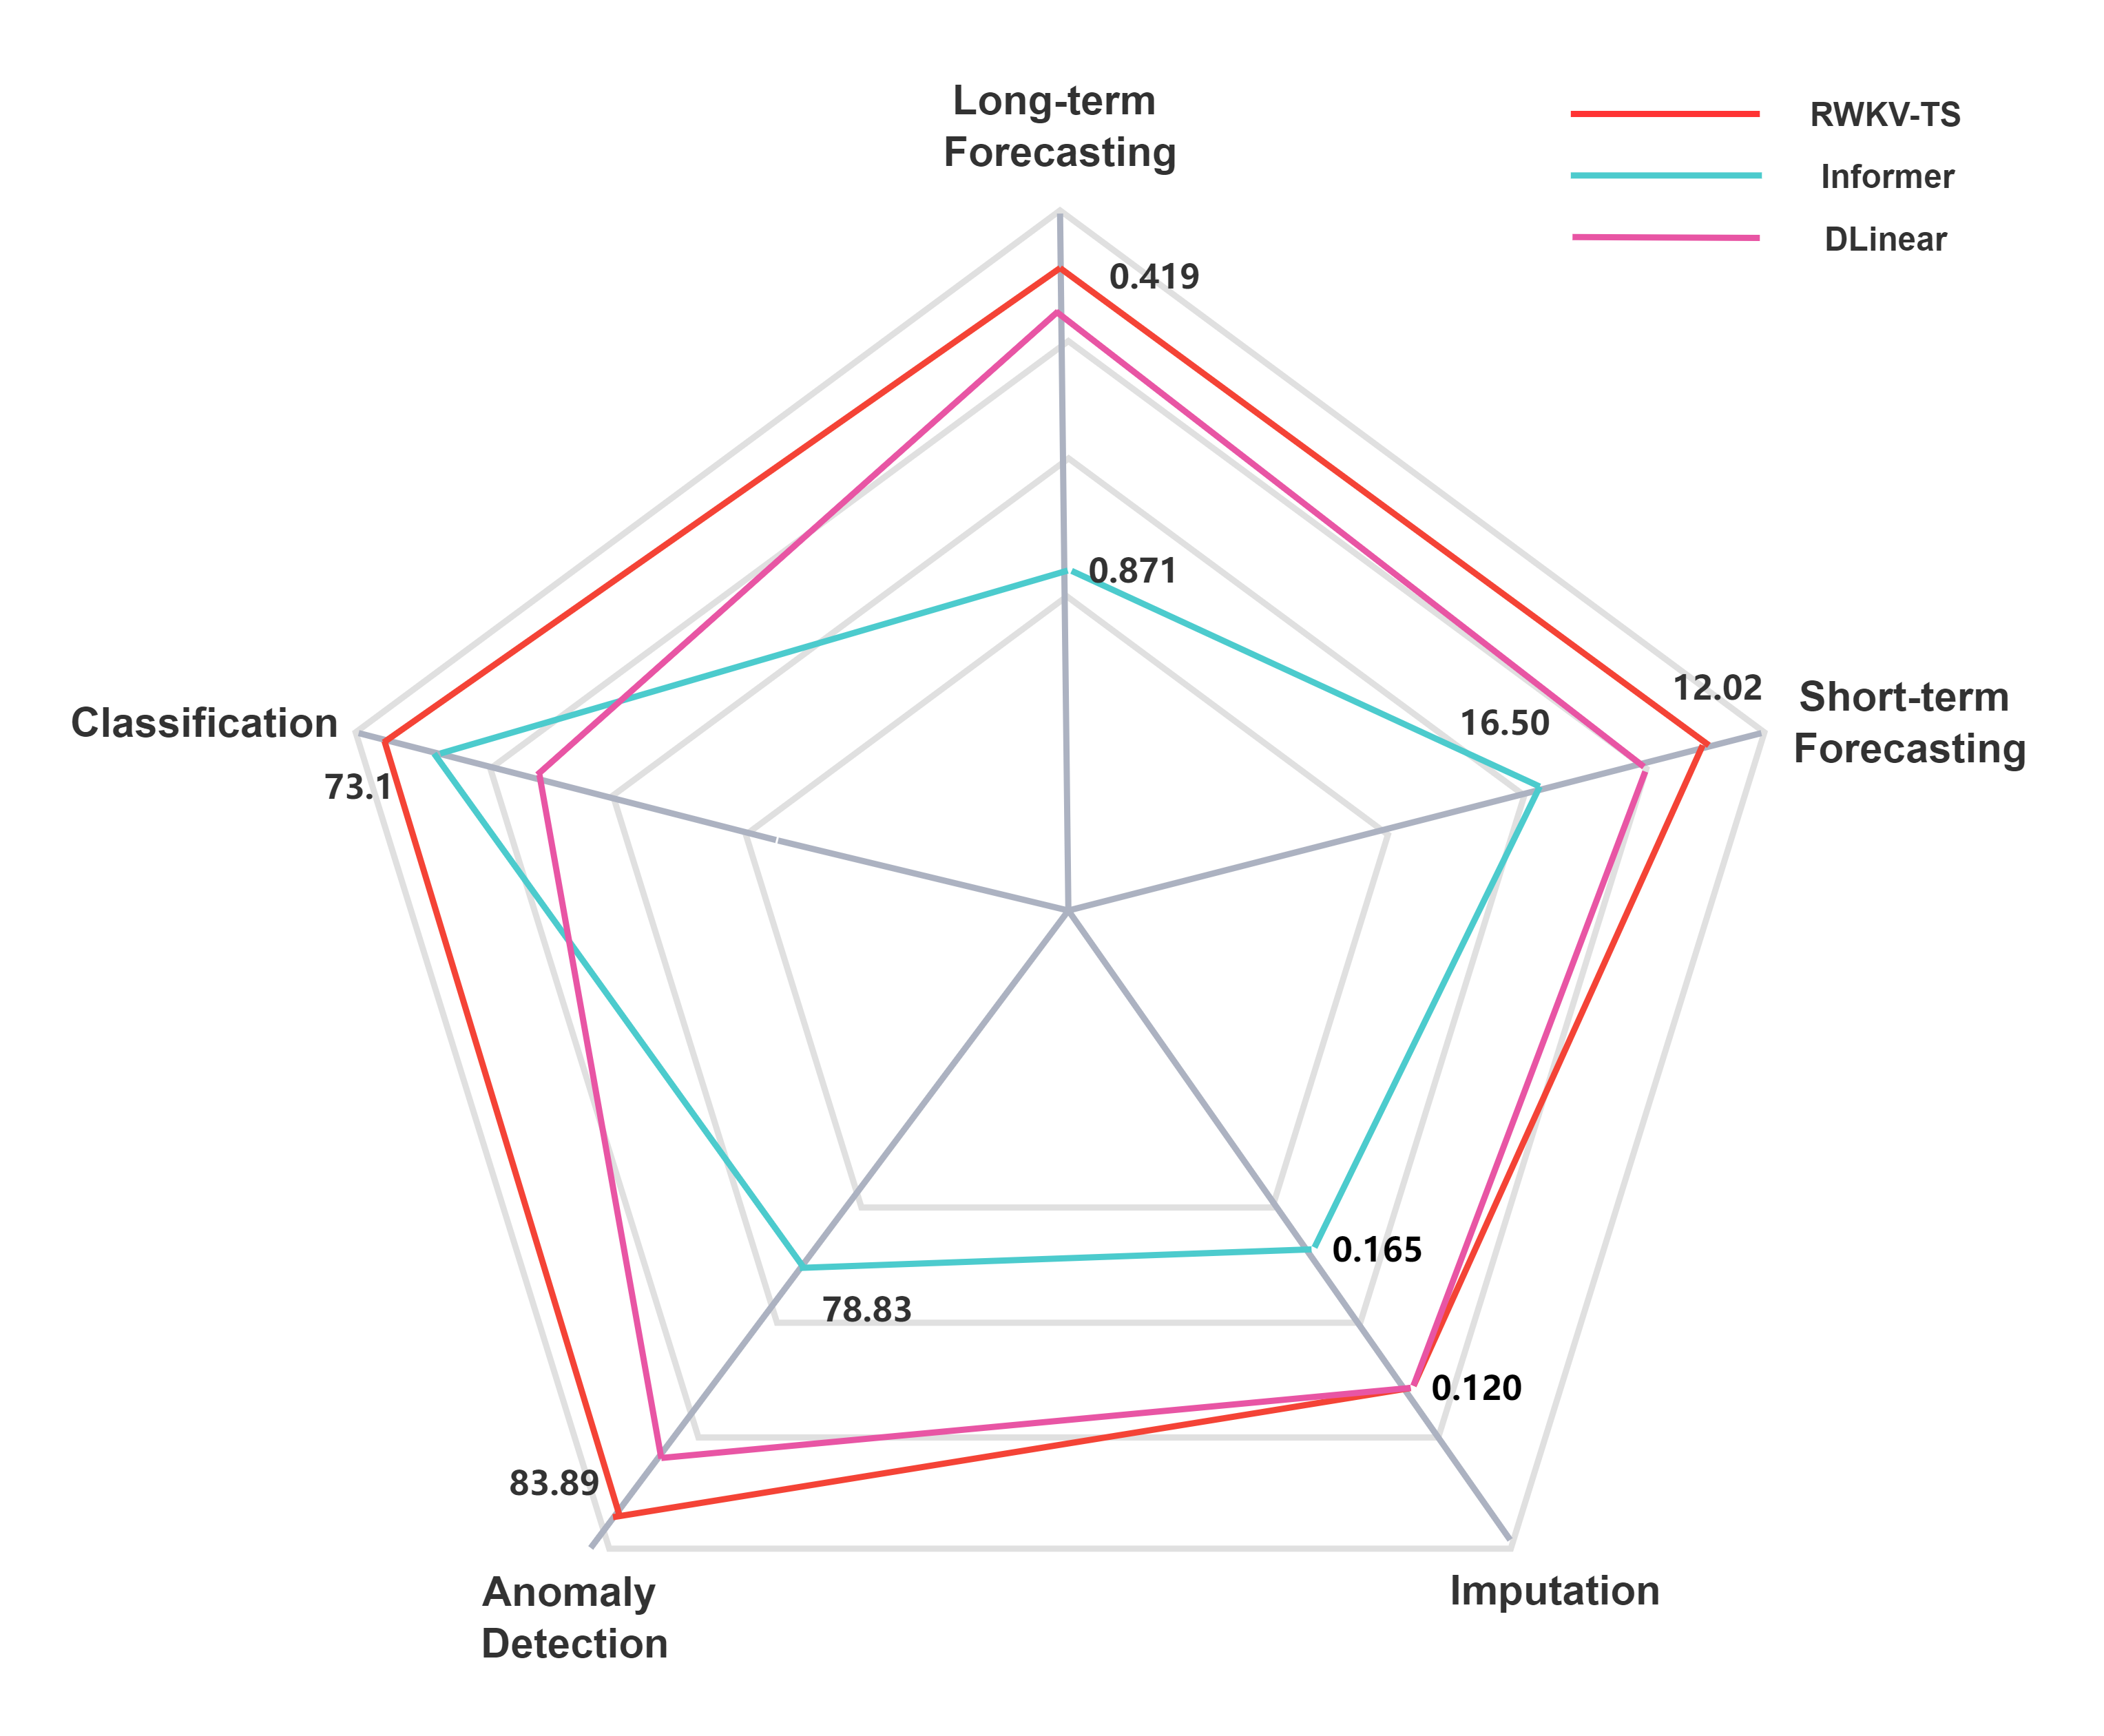 Long-term
Forecasting
RWKV-TS
Informer
DLinear
0.419
0.871
12.02
Short-term
Forecasting
16.50
Classification
73.1
0.165
78.83
0.120
83.89
Anomaly
Detection
Imputation